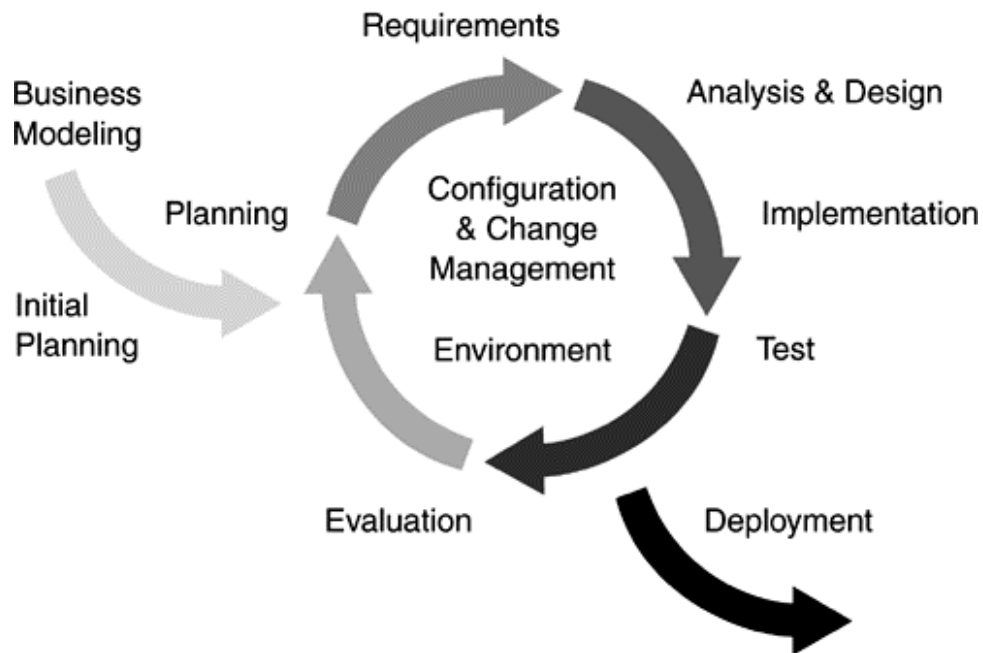 Requirements
Business
Modeling
Analysis & Design
Planning
Configuration
& Change
Management
Implementation
Initial
Planning
Environment
Test
Evaluation
Deployment